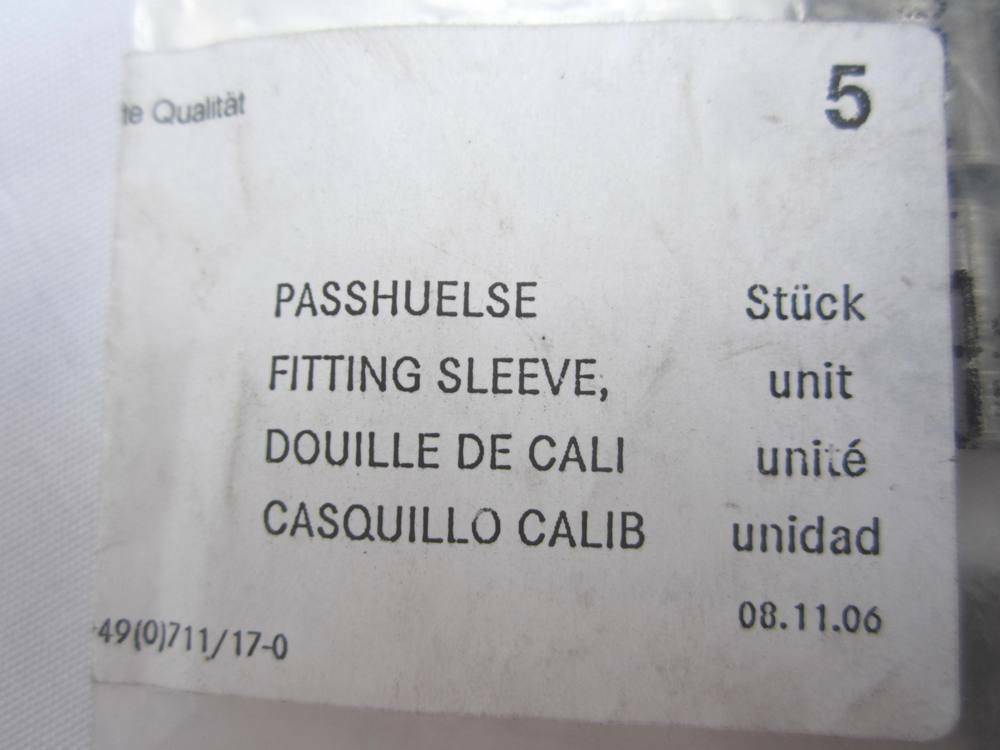 te Qualität
5
PASSHUELSE Stück
FITTING SLEEVE, unit
DOUILLE DE CALI unité
CASQUILLO CALIB unidad
08.11.06
49(0)711/17-0